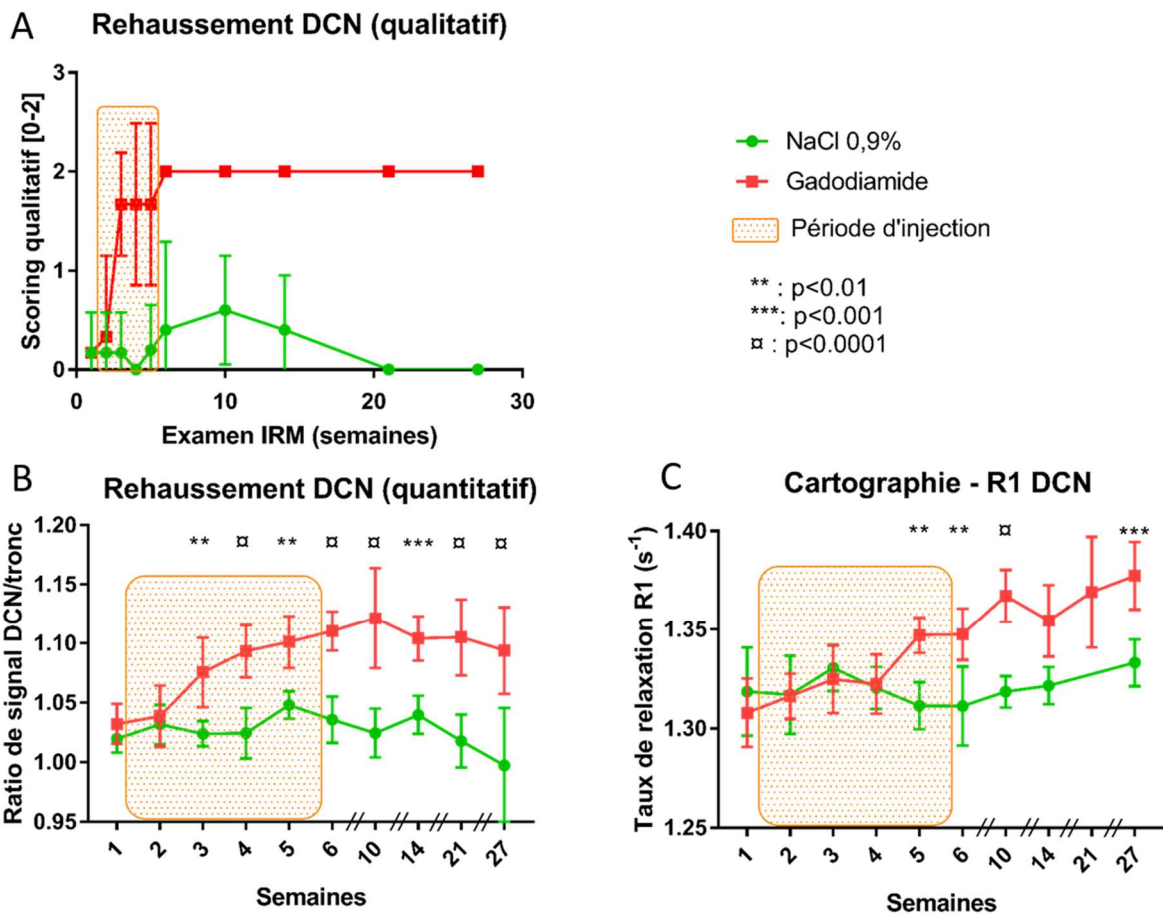 A
Rehaussement DCN (qualitatif)
Scoring qualitatif [0-2]
3
2
1
0
0 10 20 30
Examen IRM (semaines)
NaCl 0,9%
Gadodiamide
Période d'injection
** : p<0.01
***: p<0.001
¤ : p<0.0001
B
Rehaussement DCN (quantitatif)
Ratio de signal DCN/tronc
1.20
1.15
1.10
1.05
1.00
0.95
** ¤ ** ¤ ¤ *** ¤ ¤
1 2 3 4 5 6 10 14 21 27
Semaines
C
Cartographie - R1 DCN
Taux de relaxation R1 (s-1)
1.40
1.35
1.30
1.25
** ** ¤ ***
1 2 3 4 5 6 10 14 21 27
Semaines